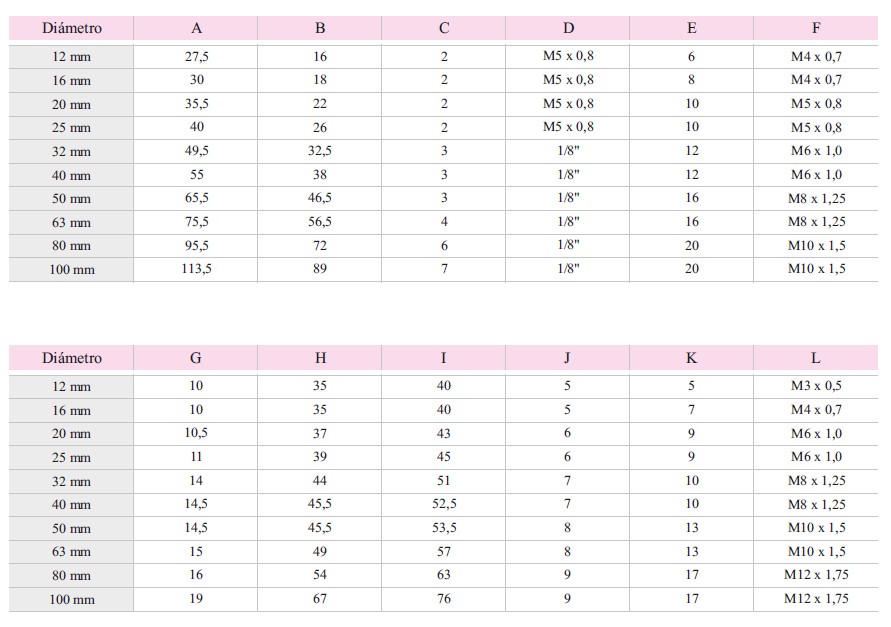 Diámetro A B C D E F
12 mm 27,5 16 2 M5 x 0,8 6 M4 x 0,7
16 mm 30 18 2 M5 x 0,8 8 M4 x 0,7
20 mm 35,5 22 2 M5 x 0,8 10 M5 x 0,8
25 mm 40 26 2 M5 x 0,8 10 M5 x 0,8
32 mm 49,5 32,5 3 1/8" 12 M6 x 1,0
40 mm 55 38 3 1/8" 12 M6 x 1,0
50 mm 65,5 46,5 3 1/8" 16 M8 x 1,25
63 mm 75,5 56,5 4 1/8" 16 M8 x 1,25
80 mm 95,5 72 6 1/8" 20 M10 x 1,5
100 mm 113,5 89 7 1/8" 20 M10 x 1,5
Diámetro G H I J K L
12 mm 10 35 40 5 5 M3 x 0,5
16 mm 10 35 40 5 7 M4 x 0,7
20 mm 10,5 37 43 6 9 M6 x 1,0
25 mm 11 39 45 6 9 M6 x 1,0
32 mm 14 44 51 7 10 M8 x 1,25
40 mm 14,5 45,5 52,5 7 10 M8 x 1,25
50 mm 14,5 45,5 53,5 8 13 M10 x 1,5
63 mm 15 49 57 8 13 M10 x 1,5
80 mm 16 54 63 9 17 M12 x 1,75
100 mm 19 67 76 9 17 M12 x 1,75